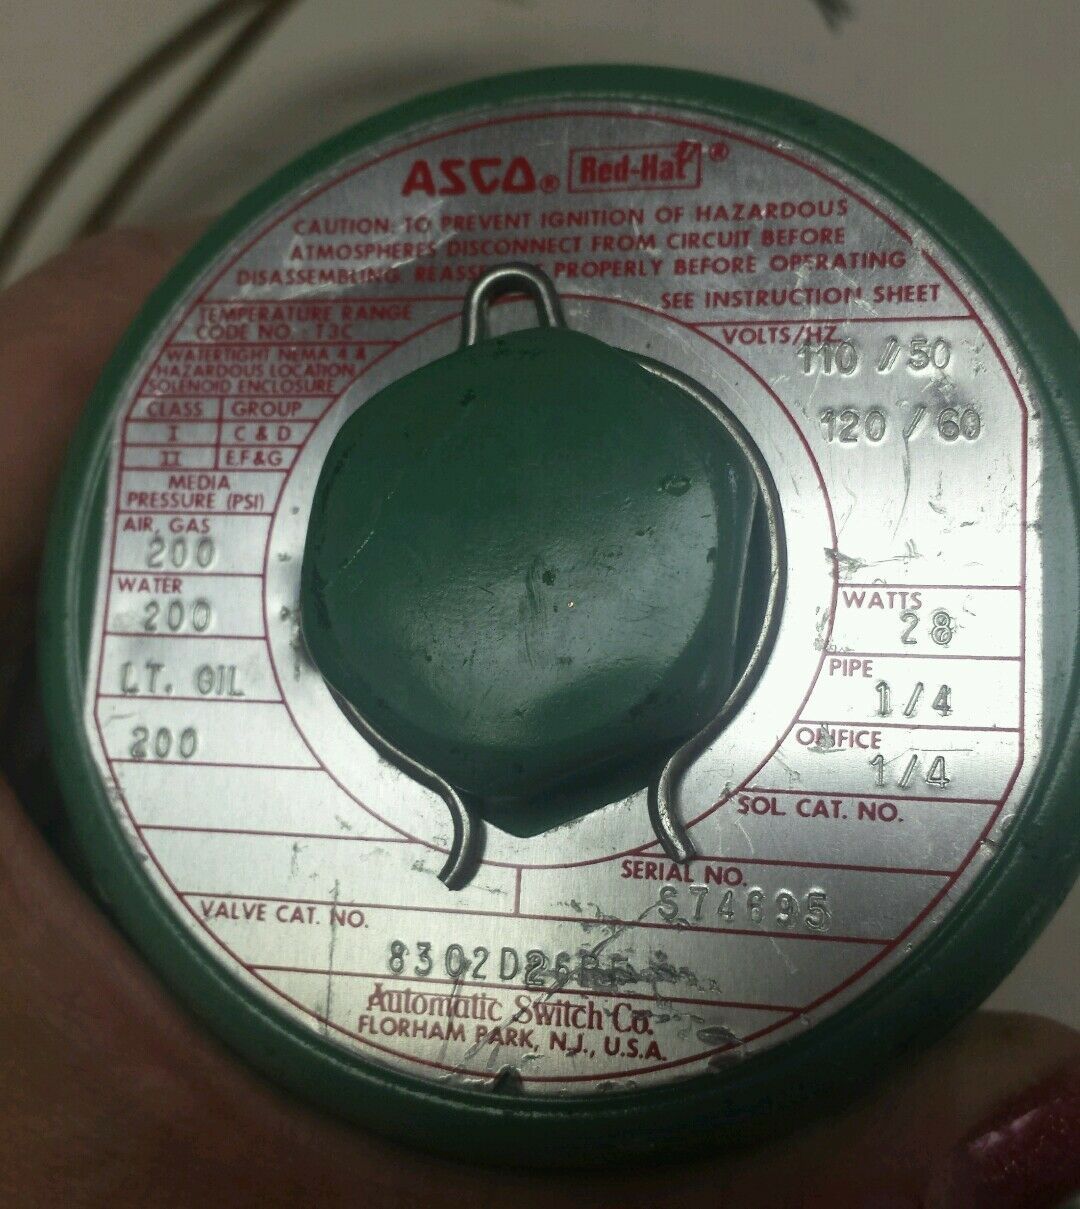 ASCO® Red-Hat®
CAUTION: TO PREVENT IGNITION OF HAZARDOUS
ATMOSPHERES DISCONNECT FROM CIRCUIT BEFORE
DISASSEMBLING. PROPERLY BEFORE OPERATING
SEE INSTRUCTION SHEET
TEMPERATURE RANGE
CODE NO. T3C
WATERTIGHT NEMA 4 &
HAZARDOUS LOCATION
SOLENOID ENCLOSURE
CLASS GROUP
I C & D
II E,F&G
MEDIA
PRESSURE (PSI)
AIR, GAS
200
WATER
200
LT. OIL
200
VOLTS/HZ.
110 / 50
120 / 60
WATTS
28
PIPE
1/4
ORIFICE
1/4
SOL CAT. NO.
SERIAL NO.
S74695
VALVE CAT. NO.
Automatic Switch Co.
FLORHAM PARK, N.J., U.S.A.